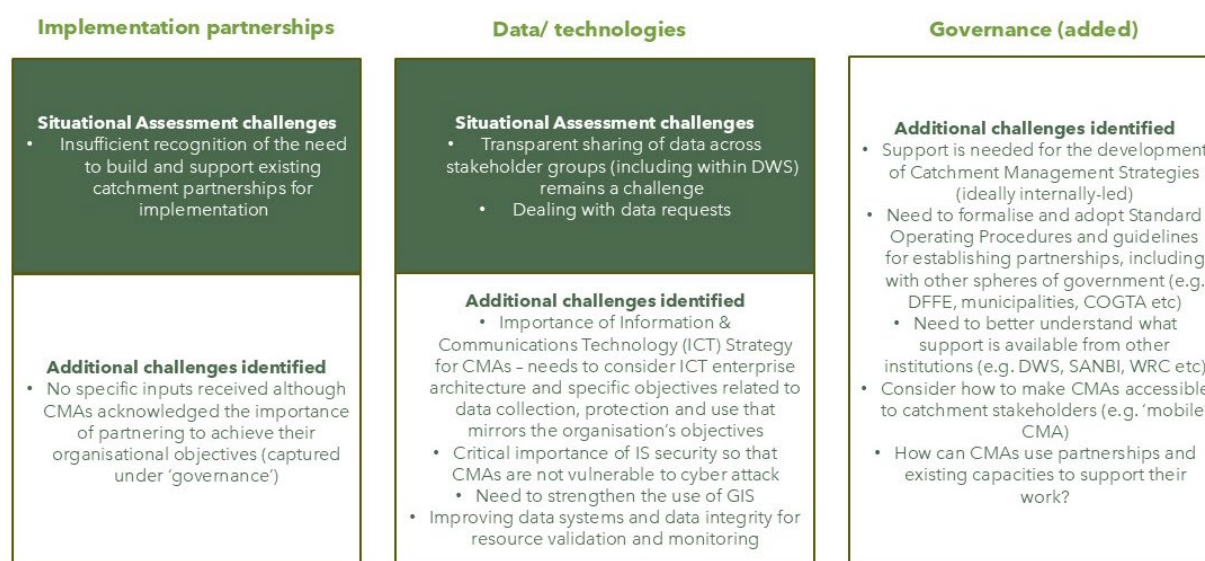 Implementation partnerships
Situational Assessment challenges
• Insufficient recognition of the need
to build and support existing
catchment partnerships for
implementation
Additional challenges identified
• No specific inputs received although
CMAs acknowledged the importance
of partnering to achieve their
organisational objectives (captured
under ‘governance’)
Data/ technologies
Situational Assessment challenges
• Transparent sharing of data across
stakeholder groups (including within DWS)
remains a challenge
• Dealing with data requests
Additional challenges identified
• Importance of Information &
Communications Technology (ICT) Strategy
for CMAs – needs to consider ICT enterprise
architecture and specific objectives related to
data collection, protection and use that
mirrors the organisation’s objectives
• Critical importance of IS security so that
CMAs are not vulnerable to cyber attack
• Need to strengthen the use of GIS
• Improving data systems and data integrity for
resource validation and monitoring
Governance (added)
Additional challenges identified
• Support is needed for the development
of Catchment Management Strategies
(ideally internally-led)
• Need to formalise and adopt Standard
Operating Procedures and guidelines
for establishing partnerships, including
with other spheres of government (e.g.
DFFE, municipalities, COGTA etc)
• Need to better understand what
support is available from other
institutions (e.g. DWS, SANBI, WRC etc)
• Consider how to make CMAs accessible
to catchment stakeholders (e.g. ‘mobile
CMA)
• How can CMAs use partnerships and
existing capacities to support their
work?